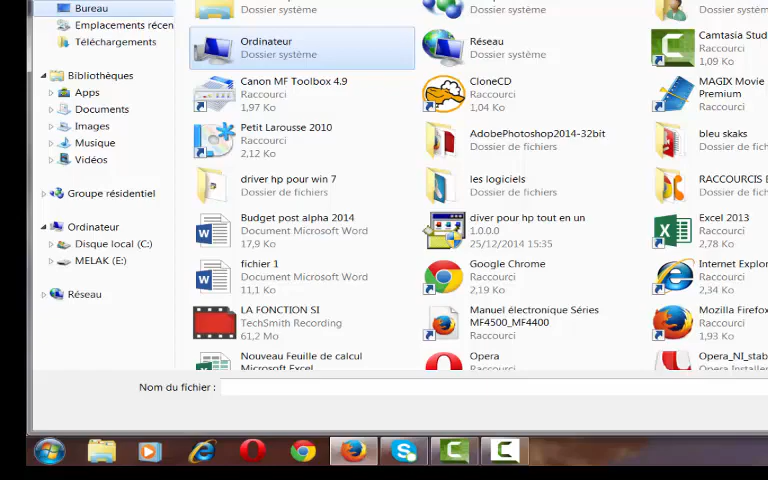 Bureau
Emplacements récen
Téléchargements
Bibliothèques
Apps
Documents
Images
Musique
Vidéos
Groupe résidentiel
Ordinateur
Disque local (C:)
MELAK (E:)
Réseau
Dossier système
Dossier système
Dossier système
Ordinateur
Dossier système
Réseau
Dossier système
Camtasia Stud
Raccourci
1,09 Ko
Canon MF Toolbox 4.9
Raccourci
1,97 Ko
CloneCD
Raccourci
1,04 Ko
MAGIX Movie
Premium
Raccourci
Petit Larousse 2010
Raccourci
2,12 Ko
AdobePhotoshop2014-32bit
Dossier de fichiers
bleu skaks
Dossier de fichiers
driver hp pour win 7
Dossier de fichiers
les logiciels
Dossier de fichiers
RACCOURCIS
Dossier de fichiers
Budget post alpha 2014
Document Microsoft Word
17,9 Ko
diver pour hp tout en un
1.0.0.0
25/12/2014 15:35
Excel 2013
Raccourci
2,78 Ko
fichier 1
Document Microsoft Word
11,1 Ko
Google Chrome
Raccourci
2,19 Ko
Internet Explor
Raccourci
2,34 Ko
LA FONCTION SI
TechSmith Recording
61,2 Mo
Manuel électronique Séries
MF4500_MF4400
Raccourci
Mozilla Firefox
Raccourci
1,93 Ko
Nouveau Feuille de calcul
Microsoft Excel
Opera
Raccourci
Opera_NI_stab
Opera Installer
Nom du fichier :